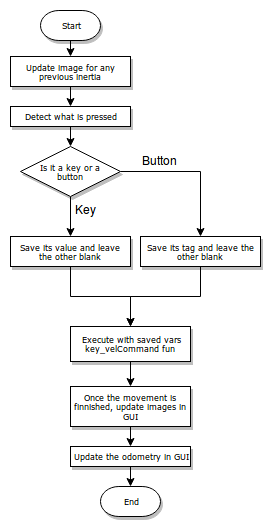 Start
Update image for any
previous inertia
Detect what is pressed
Is it a key or a
button
Button
Key
Save its value and leave
the other blank
Save its tag and leave the
other blank
Execute with saved vars
key_velCommand fun
Once the movement is
finnished, update images in
GUI
Update the odometry in GUI
End